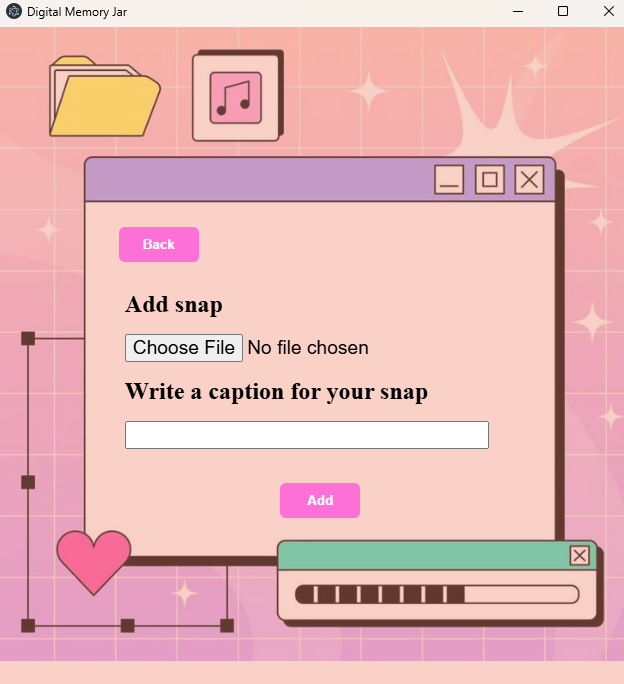 Digital Memory Jar
Back
Add snap
Choose File No file chosen
Write a caption for your snap
Add